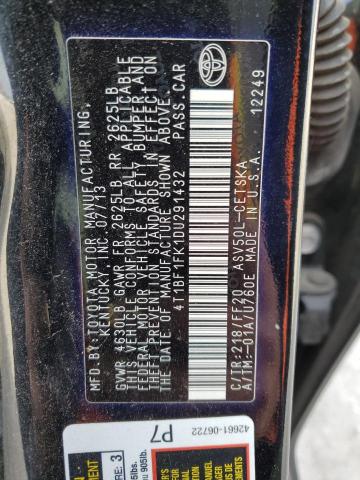 MFD.BY:TOYOTA MOTOR MANUFACTURING,
KENTUCKY, INC. 07/13
GVWR 4630LB GAWR FR 2625LB RR 2625LB
THIS VEHICLE CONFORMS TO ALL APPLICABLE
FEDERAL MOTOR VEHICLE SAFETY, BUMPER, AND
THEFT PREVENTION STANDARDS IN EFFECT ON
THE DATE OF MANUFACTURE SHOWN ABOVE.
4T1BF1FK1DU291432 PASS.CAR
C/TR:218/FF20 ASV50L-CETSKA
A/TM:-03A/U760E MADE IN U.S.A.
12249
TOYOTA
42661-06722
P7